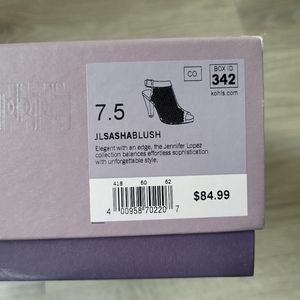 CO
BOX ID.
342
kohls.com
7.5
JLSASHABLUSH
Elegant with an edge, the Jennifer Lopez
collection balances effortless sophistication
with unforgettable style.
418 60 62
4 00958 70220 7
$84.99